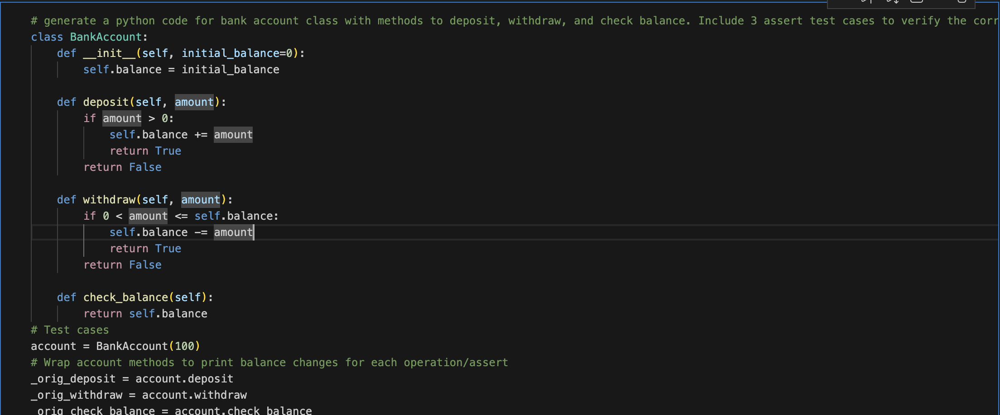 # generate a python code for bank account class with methods to deposit, withdraw, and check balance. Include 3 assert test cases to verify the corr
class BankAccount:
    def __init__(self, initial_balance=0):
        self.balance = initial_balance
    def deposit(self, amount):
        if amount > 0:
            self.balance += amount
            return True
        return False
    def withdraw(self, amount):
        if 0 < amount <= self.balance:
            self.balance -= amount
            return True
        return False
    def check_balance(self):
        return self.balance
# Test cases
account = BankAccount(100)
# Wrap account methods to print balance changes for each operation/assert
_orig_deposit = account.deposit
_orig_withdraw = account.withdraw
_orig_check_balance = account.check_balance